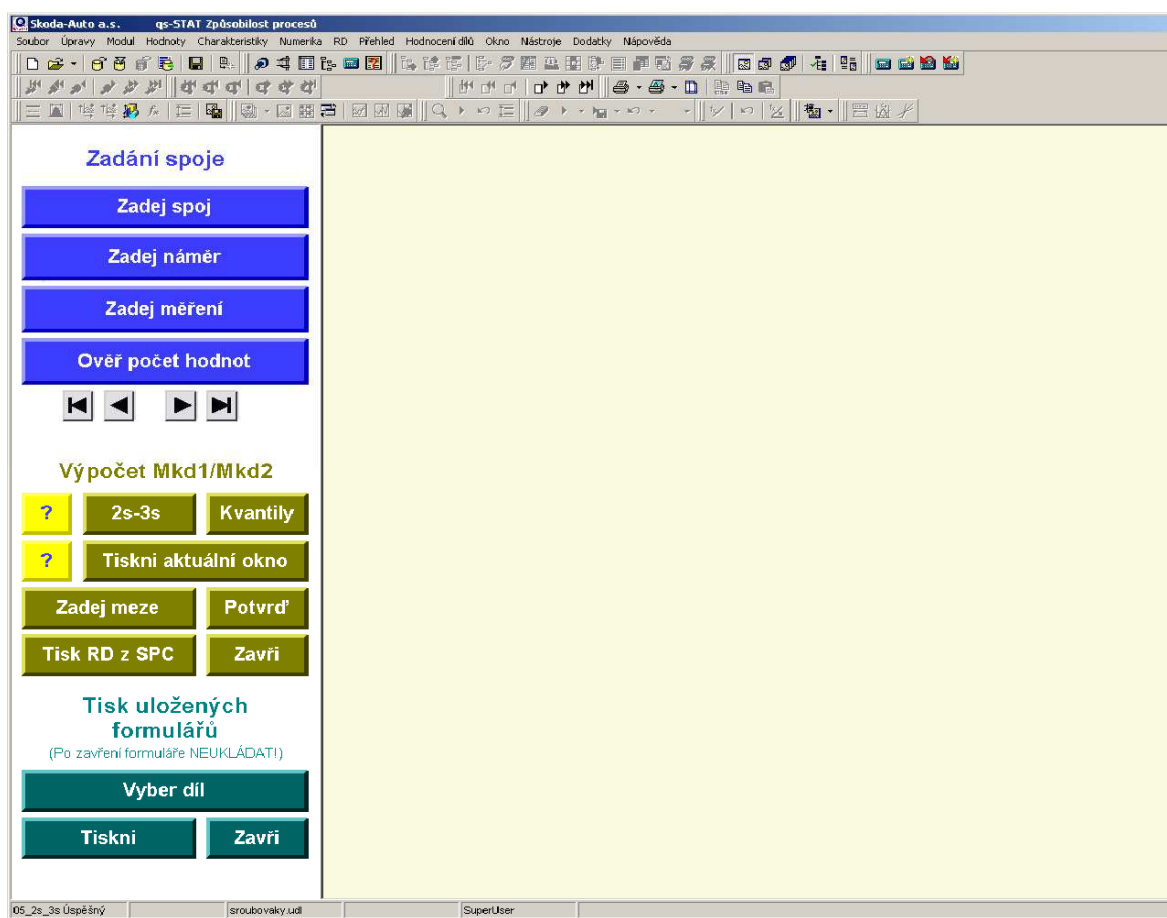 Skoda-Auto a.s. qs-STAT Způsobilost procesů
Soubor Úpravy Modul Hodnoty Charakteristiky Numerika RD Přehled Hodnocení dílů Okno Nástroje Dodatky Nápověda
Zadání spoje
Zadej spoj
Zadej náměr
Zadej měření
Ověř počet hodnot
Výpočet Mkd1/Mkd2
? 2s-3s Kvantily
? Tiskni aktuální okno
Zadej meze Potvrď
Tisk RD z SPC Zavři
Tisk uložených
formulářů
(Po zavření formuláře NEUKLÁDAT!)
Vyber díl
Tiskni Zavři
05_2s_3s Úspěšný sroubovaky.udl SuperUser